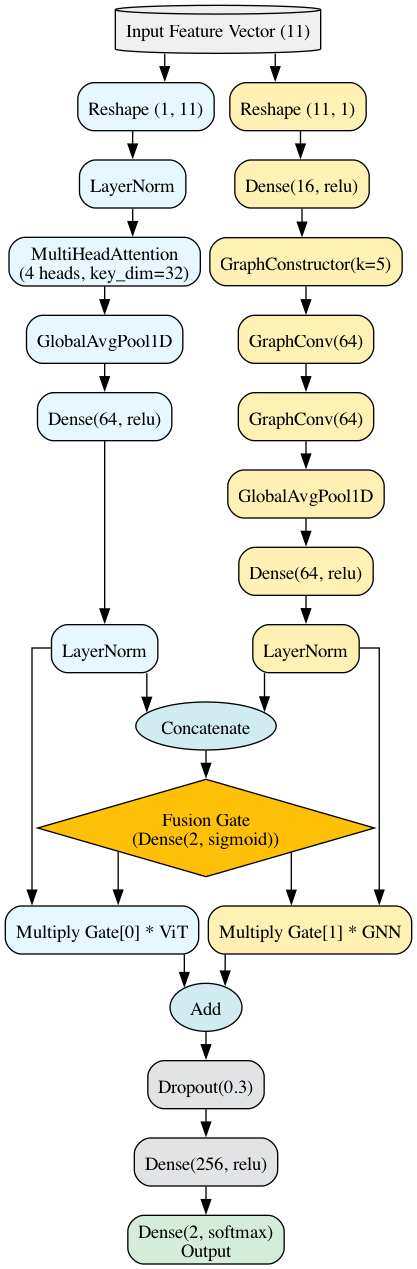 Input Feature Vector (11)
Reshape (1, 11)
Reshape (11, 1)
LayerNorm
Dense(16, relu)
MultiHeadAttention
(4 heads, key_dim=32)
GraphConstructor(k=5)
GlobalAvgPool1D
GraphConv(64)
Dense(64, relu)
GraphConv(64)
GlobalAvgPool1D
Dense(64, relu)
LayerNorm
LayerNorm
Concatenate
Fusion Gate
(Dense(2, sigmoid))
Multiply Gate[0] * ViT
Multiply Gate[1] * GNN
Add
Dropout(0.3)
Dense(256, relu)
Dense(2, softmax)
Output